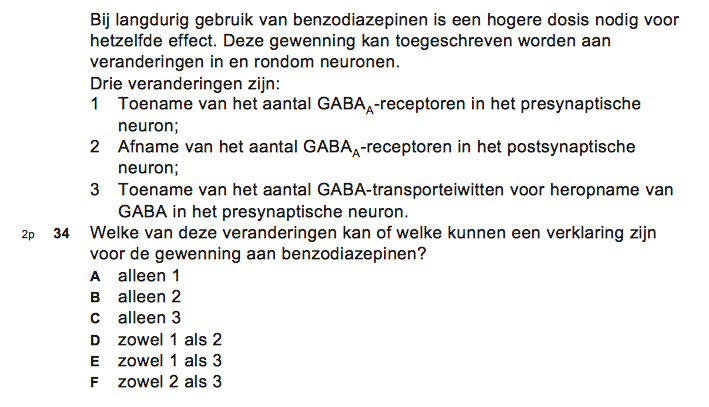 Bij langdurig gebruik van benzodiazepinen is een hogere dosis nodig voor
hetzelfde effect. Deze gewenning kan toegeschreven worden aan
veranderingen in en rondom neuronen.
Drie veranderingen zijn:
1 Toename van het aantal GABAA-receptoren in het presynaptische
neuron;
2 Afname van het aantal GABAA-receptoren in het postsynaptische
neuron;
3 Toename van het aantal GABA-transporteiwitten voor heropname van
GABA in het presynaptische neuron.
2p 34 Welke van deze veranderingen kan of welke kunnen een verklaring zijn
voor de gewenning aan benzodiazepinen?
A alleen 1
B alleen 2
C alleen 3
D zowel 1 als 2
E zowel 1 als 3
F zowel 2 als 3